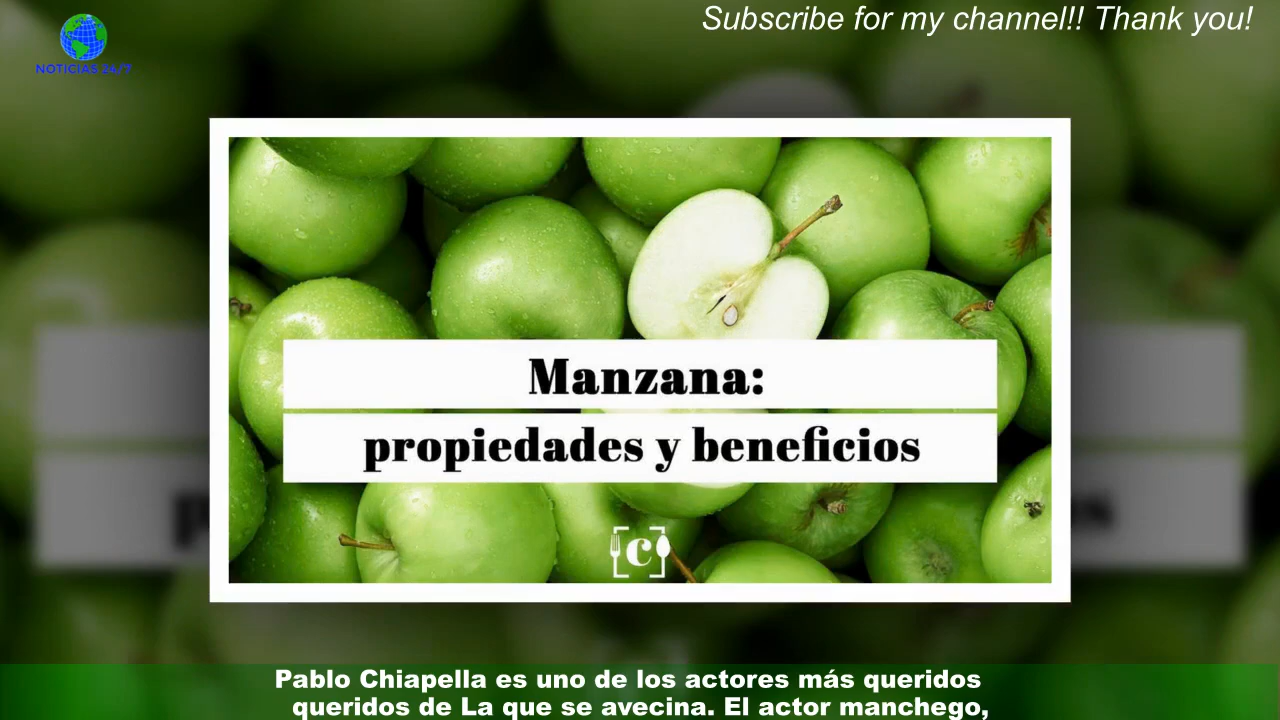 Subscribe for my channel!! Thank you!
NOTICIAS 24/7
Manzana:
propiedades y beneficios
c
Pablo Chiapella es uno de los actores más queridos
queridos de La que se avecina. El actor manchego,